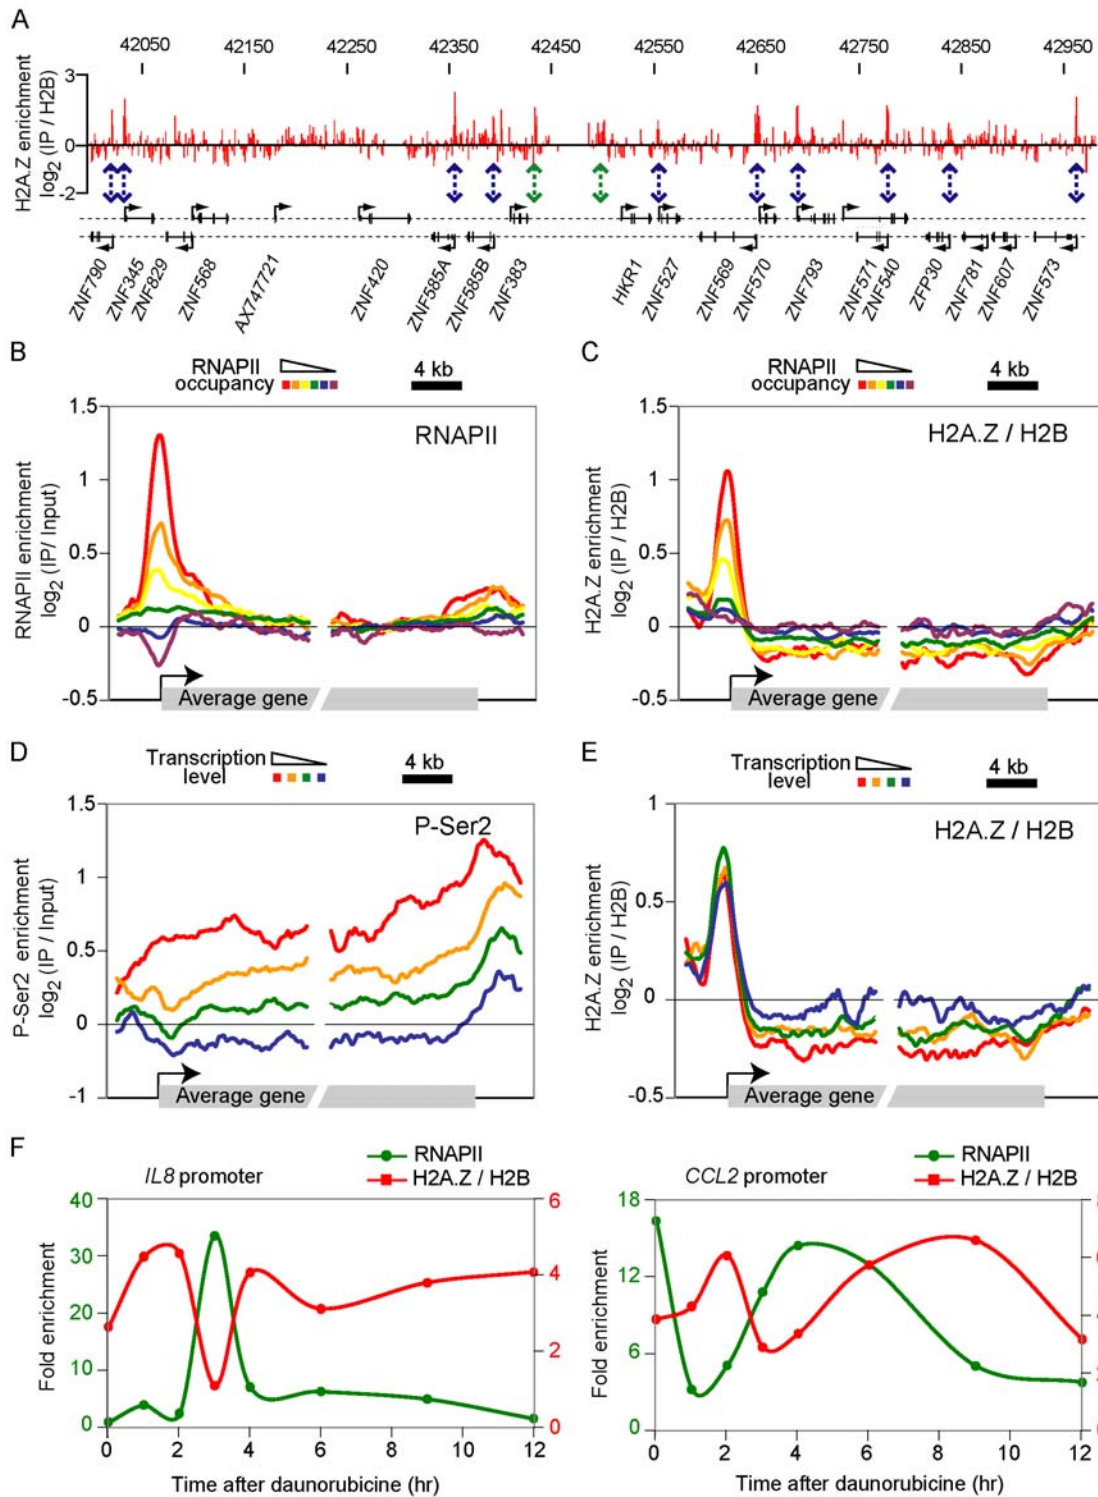 A
42050 42150 42250 42350 42450 42550 42650 42750 42850 42950
H2A.Z enrichment
log2 (IP / H2B)
3
0
-2
ZNF790 ZNF345 ZNF829 ZNF568 AX747721 ZNF420 ZNF585A ZNF585B ZNF383 HKR1 ZNF527 ZNF569 ZNF570 ZNF793 ZNF571 ZNF540 ZFP30 ZNF781 ZNF607 ZNF573
B
RNAPII
occupancy
4 kb
RNAPII
RNAPII enrichment
log2 (IP/ Input)
1.5
1
0.5
0
-0.5
Average gene
C
RNAPII
occupancy
4 kb
H2A.Z / H2B
H2A.Z enrichment
log2 (IP / H2B)
1.5
1
0.5
0
-0.5
Average gene
D
Transcription
level
4 kb
P-Ser2
P-Ser2 enrichment
log2 (IP / Input)
1.5
1
0.5
0
-1
Average gene
E
Transcription
level
4 kb
H2A.Z / H2B
H2A.Z enrichment
log2 (IP / H2B)
1
0.5
0
-0.5
Average gene
F
IL8 promoter
RNAPII
H2A.Z / H2B
Fold enrichment
40
30
20
10
0
6
4
2
0
0 2 4 6 8 10 12
Time after daunorubicine (hr)
CCL2 promoter
RNAPII
H2A.Z / H2B
Fold enrichment
18
12
6
0
4
2
0 2 4 6 8 10 12
Time after daunorubicine (hr)